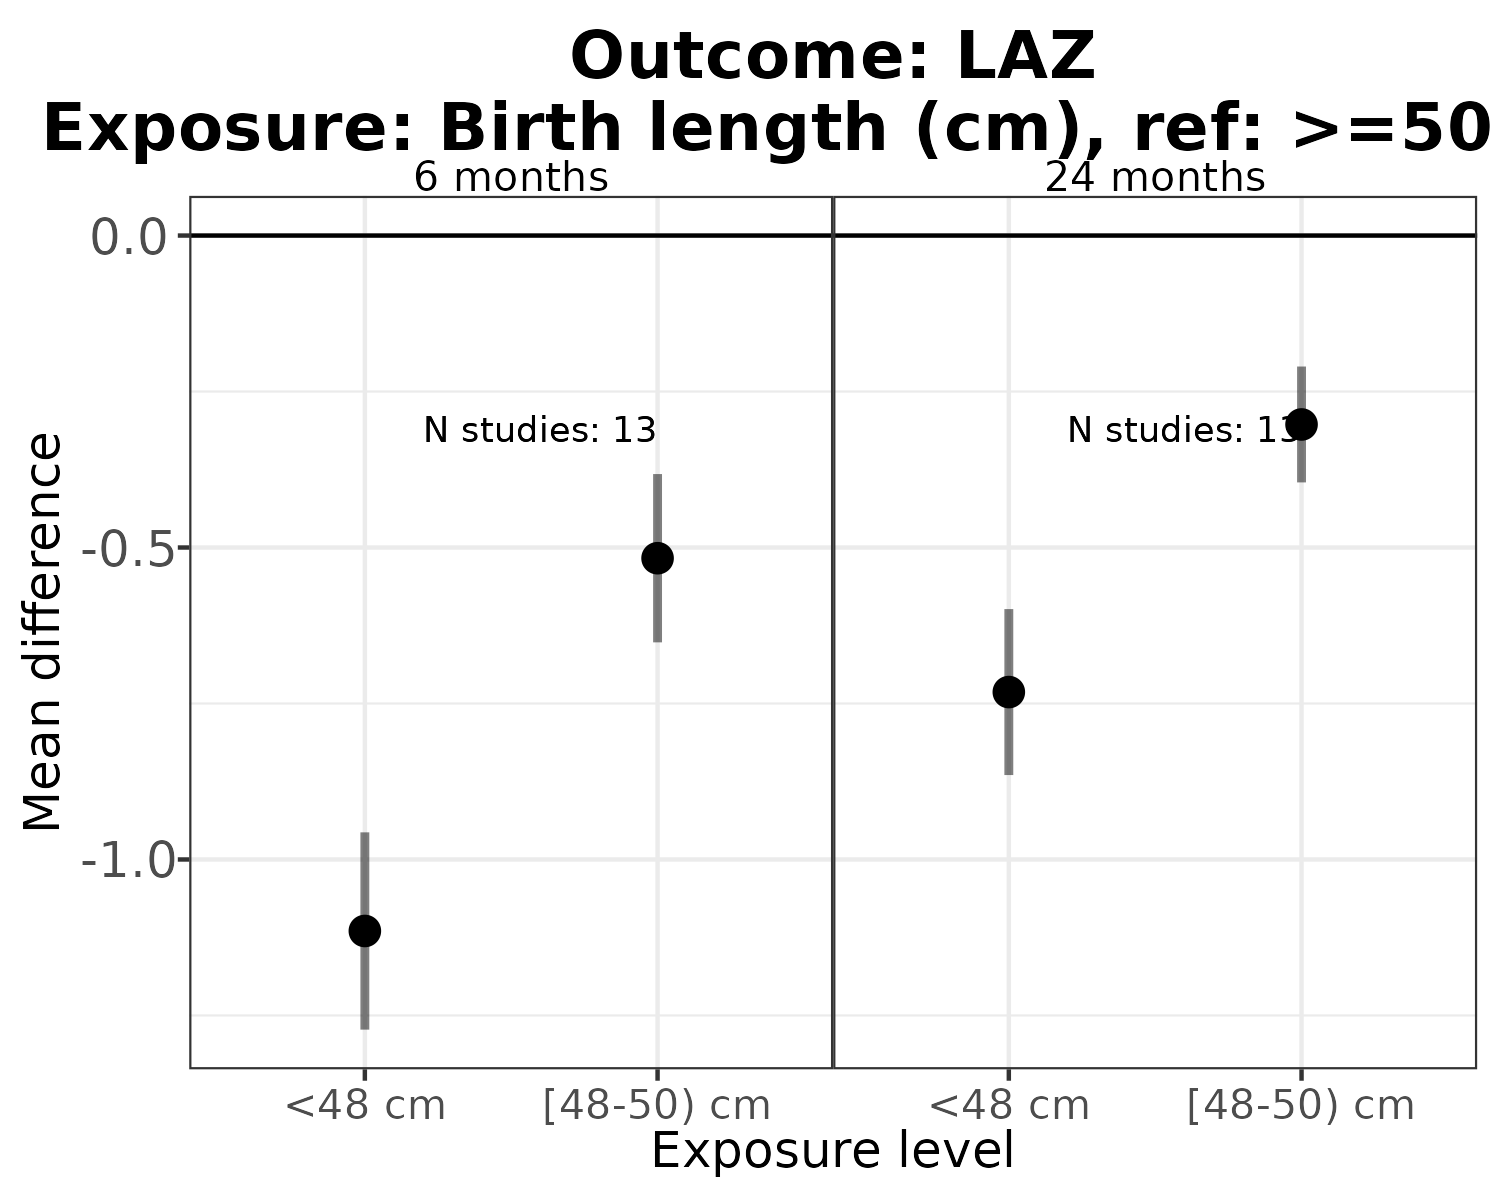 Outcome: LAZ
Exposure: Birth length (cm), ref: >=50
6 months
24 months
0.0
-0.5
-1.0
Mean difference
N studies: 13
N studies:
<48 cm
[48-50) cm
<48 cm
[48-50) cm
Exposure level